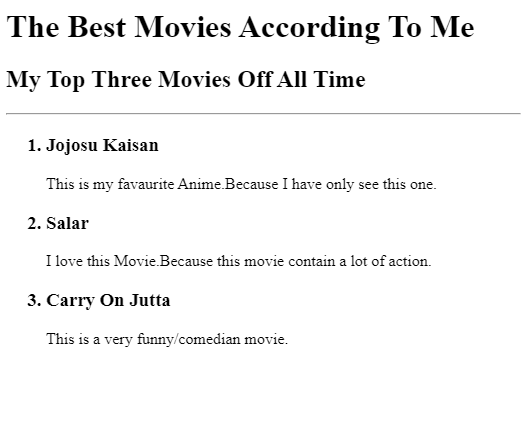 The Best Movies According To Me
My Top Three Movies Off All Time
1. Jojosu Kaisan
This is my favaurite Anime.Because I have only see this one.
2. Salar
I love this Movie.Because this movie contain a lot of action.
3. Carry On Jutta
This is a very funny/comedian movie.